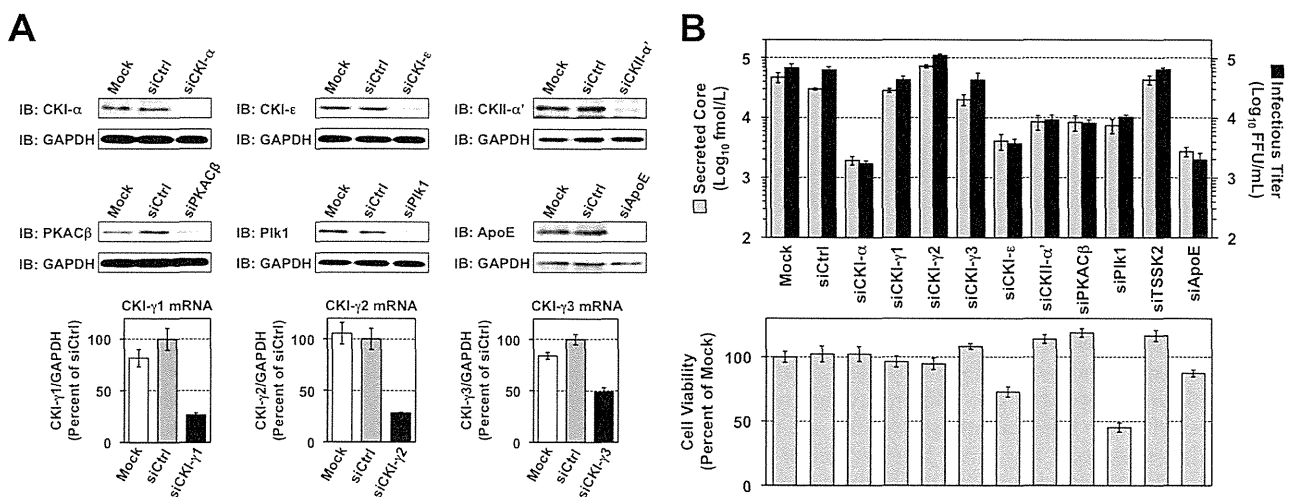 A
Mock siCtrl siCKI-α
IB: CKI-α
IB: GAPDH
Mock siCtrl siCKI-ε
IB: CKI-ε
IB: GAPDH
Mock siCtrl siCKII-α'
IB: CKII-α'
IB: GAPDH
Mock siCtrl siPKACβ
IB: PKACβ
IB: GAPDH
Mock siCtrl siPlk1
IB: Plk1
IB: GAPDH
Mock siCtrl siApoE
IB: ApoE
IB: GAPDH
CKI-γ1 mRNA
CKI-γ1/GAPDH
(Percent of siCtrl)
100
50
0
Mock siCtrl siCKI-γ1
CKI-γ2 mRNA
CKI-γ2/GAPDH
(Percent of siCtrl)
100
50
0
Mock siCtrl siCKI-γ2
CKI-γ3 mRNA
CKI-γ3/GAPDH
(Percent of siCtrl)
100
50
0
Mock siCtrl siCKI-γ3
B
Secreted Core
(Log10 fmol/L)
5
4
3
2
Infectious Titer
(Log10 FFU/mL)
5
4
3
2
Mock
siCtrl
siCKI-α
siCKI-γ1
siCKI-γ2
siCKI-γ3
siCKI-ε
siCKII-α'
siPKACβ
siPlk1
siTSSK2
siApoE
Cell Viability
(Percent of Mock)
100
50
0